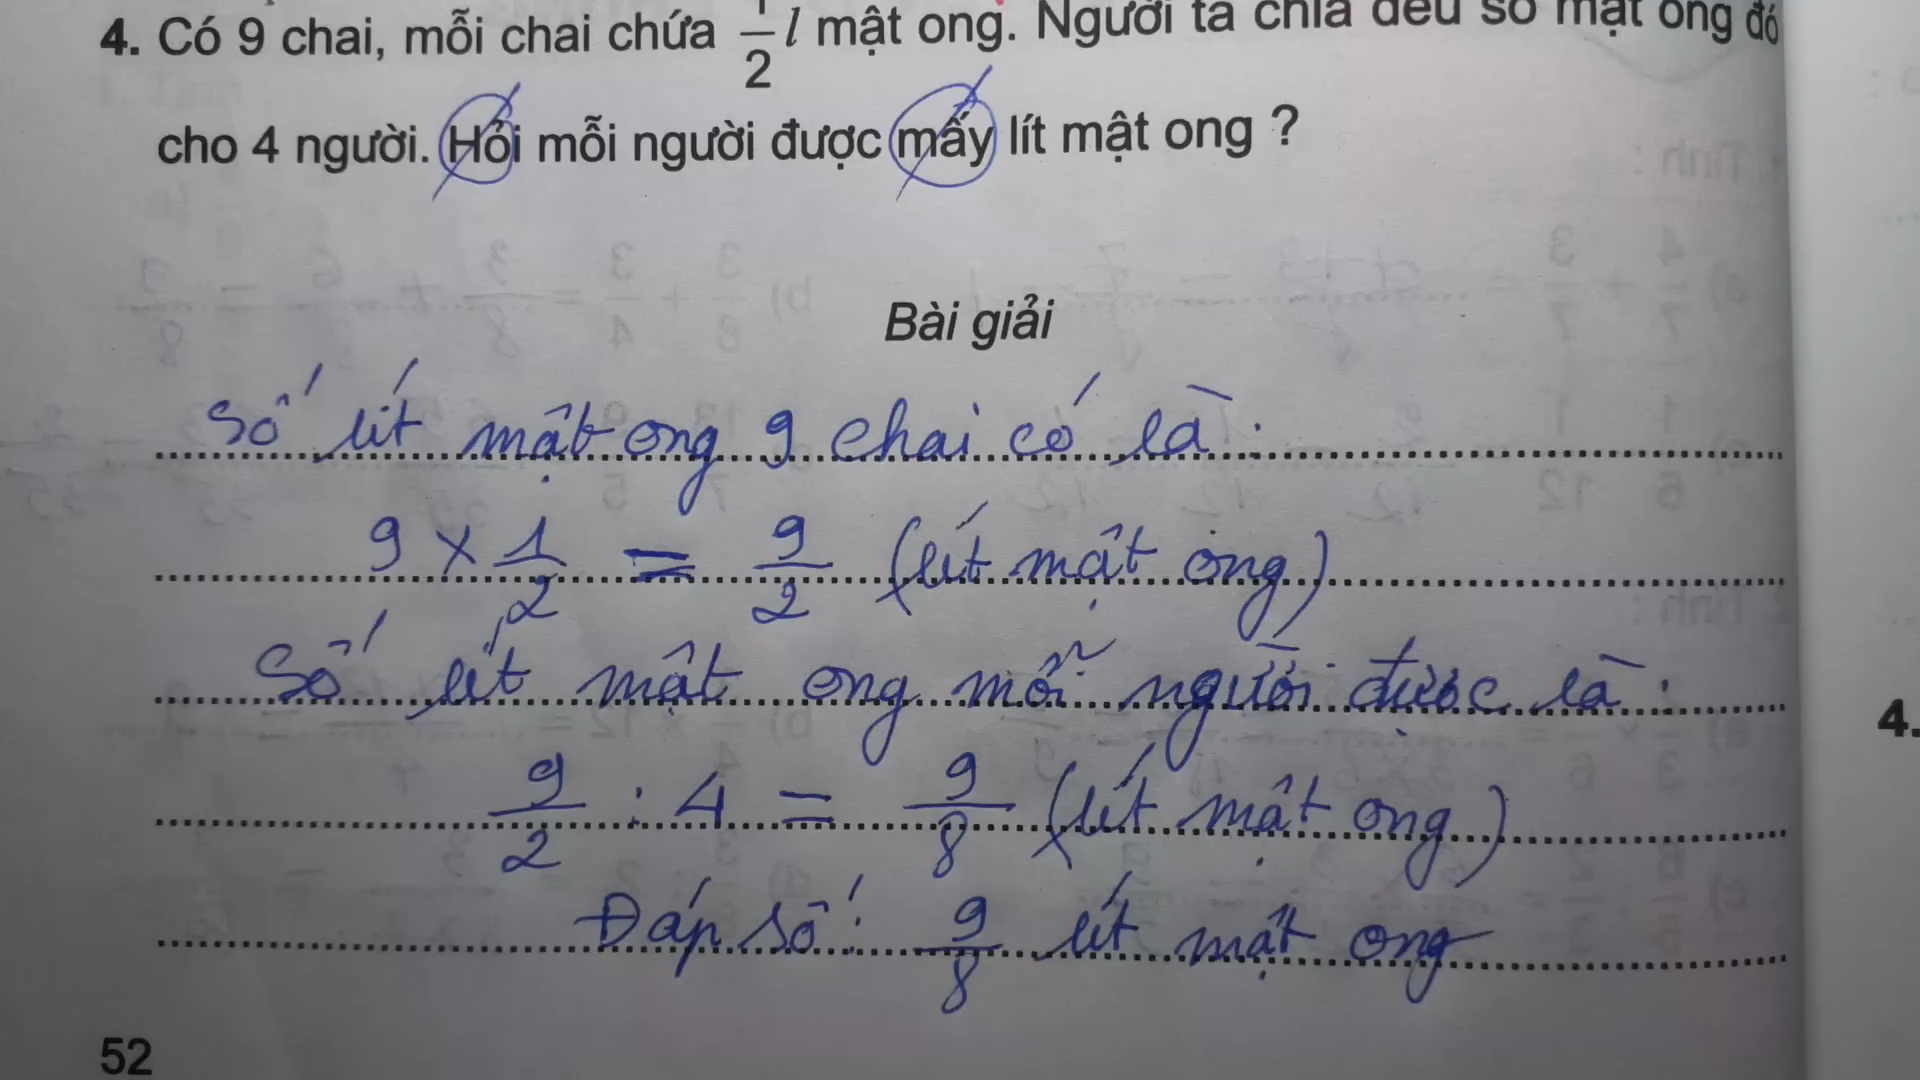 4. Có 9 chai, mỗi chai chứa 1/2 l mật ong. Người ta chia đều số mật ong đó
cho 4 người. Hỏi mỗi người được mấy lít mật ong ?
Bài giải
Số lít mật ong 9 chai có là:
9 x 1/2 = 9/2 (lít mật ong)
Số lít mật ong mỗi người được là:
9/2 : 4 = 9/8 (lít mật ong)
Đáp số: 9/8 lít mật ong
52
4.